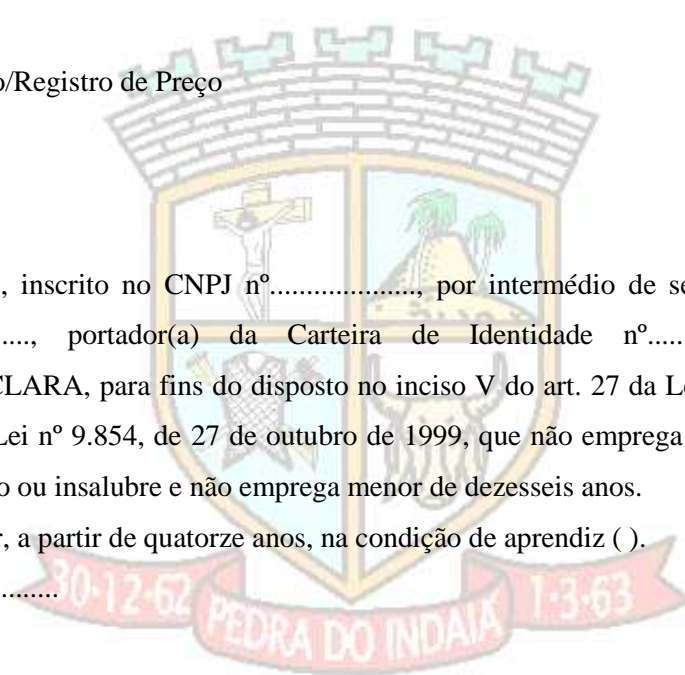 o/Registro de Preço
, inscrito no CNPJ nº...................., por intermédio de se
....., portador(a) da Carteira de Identidade nº.....
CLARA, para fins do disposto no inciso V do art. 27 da Le
Lei nº 9.854, de 27 de outubro de 1999, que não emprega
o ou insalubre e não emprega menor de dezesseis anos.
r, a partir de quatorze anos, na condição de aprendiz ( ).
.........
30-12-62 PEDRA DO INDAIÁ 1-3-63